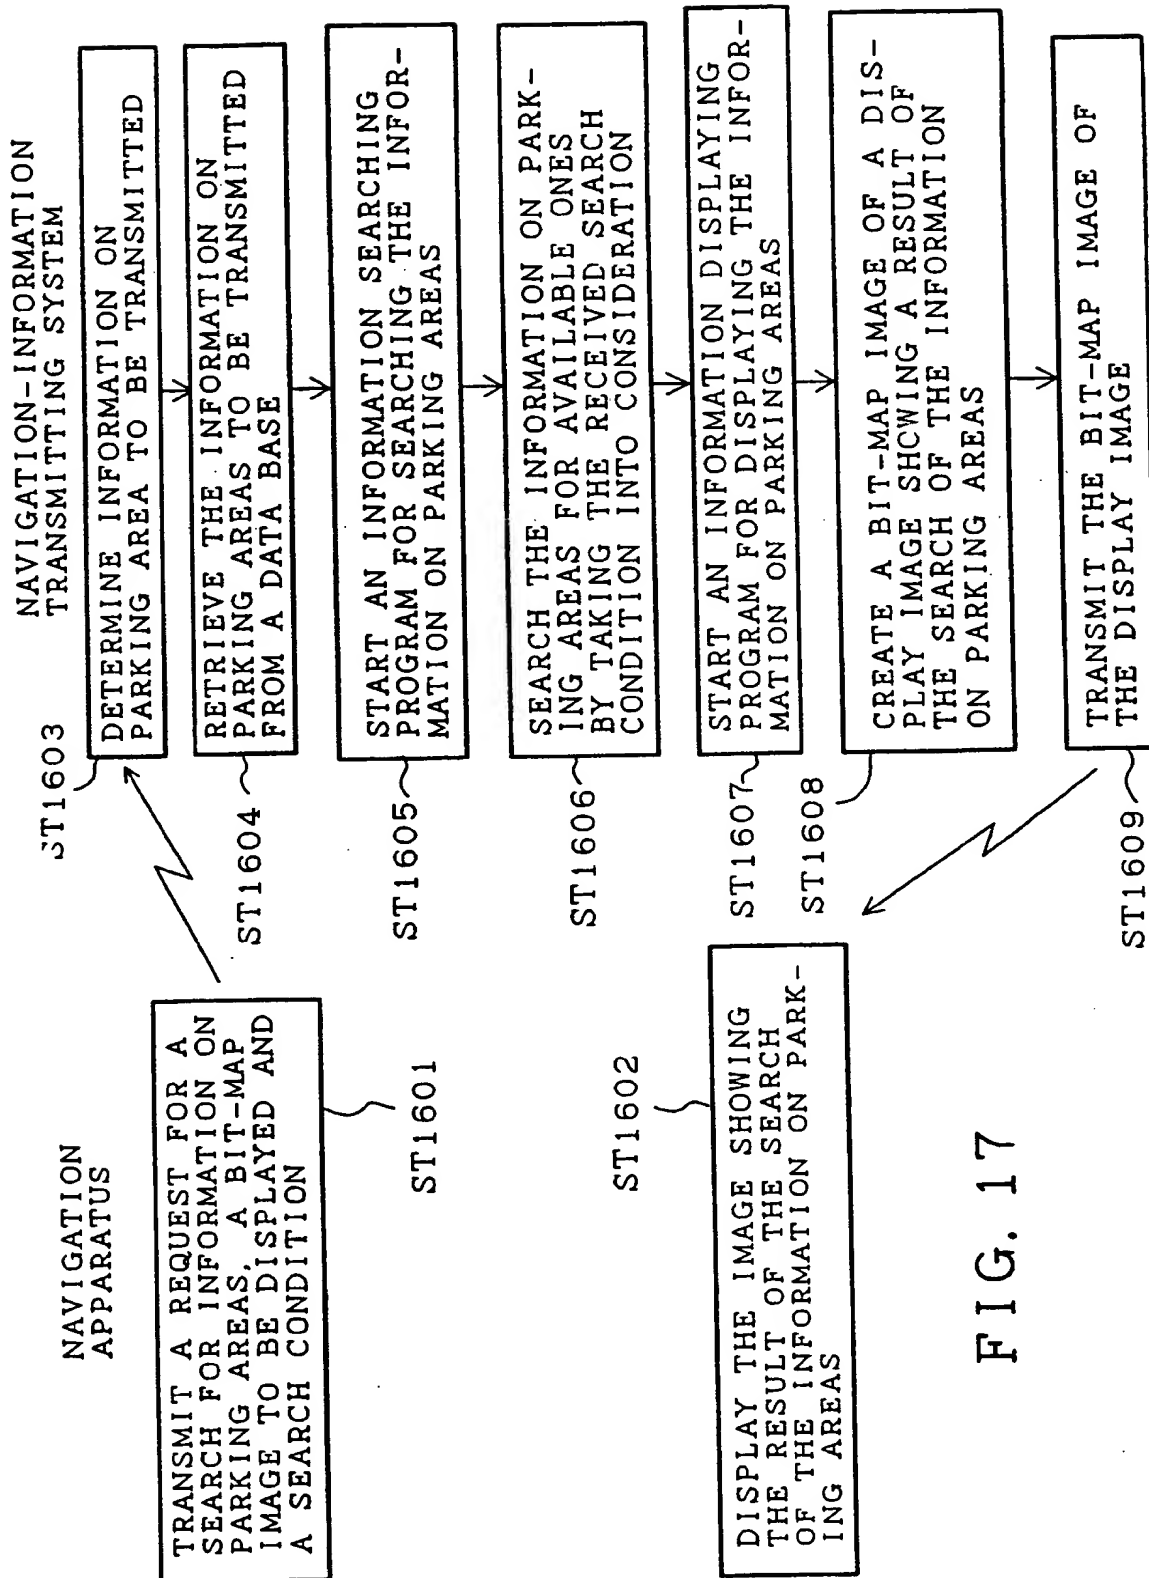 NAVIGATION
APPARATUS
TRANSMIT A REQUEST FOR A
SEARCH FOR INFORMATION ON
PARKING AREAS, A BIT-MAP
IMAGE TO BE DISPLAYED AND
A SEARCH CONDITION
ST1601
ST1602
DISPLAY THE IMAGE SHOWING
THE RESULT OF THE SEARCH
OF THE INFORMATION ON PARK-
ING AREAS
NAVIGATION-INFORMATION
TRANSMITTING SYSTEM
ST1603
DETERMINE INFORMATION ON
PARKING AREA TO BE TRANSMITTED
ST1604
RETRIEVE THE INFORMATION ON
PARKING AREAS TO BE TRANSMITTED
FROM A DATA BASE
ST1605
START AN INFORMATION SEARCHING
PROGRAM FOR SEARCHING THE INFOR-
MATION ON PARKING AREAS
ST1606
SEARCH THE INFORMATION ON PARK-
ING AREAS FOR AVAILABLE ONES
BY TAKING THE RECEIVED SEARCH
CONDITION INTO CONSIDERATION
ST1607
START AN INFORMATION DISPLAYING
PROGRAM FOR DISPLAYING THE INFOR-
MATION ON PARKING AREAS
ST1608
CREATE A BIT-MAP IMAGE OF A DIS-
PLAY IMAGE SHOWING A RESULT OF
THE SEARCH OF THE INFORMATION
ON PARKING AREAS
ST1609
TRANSMIT THE BIT-MAP IMAGE OF
THE DISPLAY IMAGE
FIG. 17